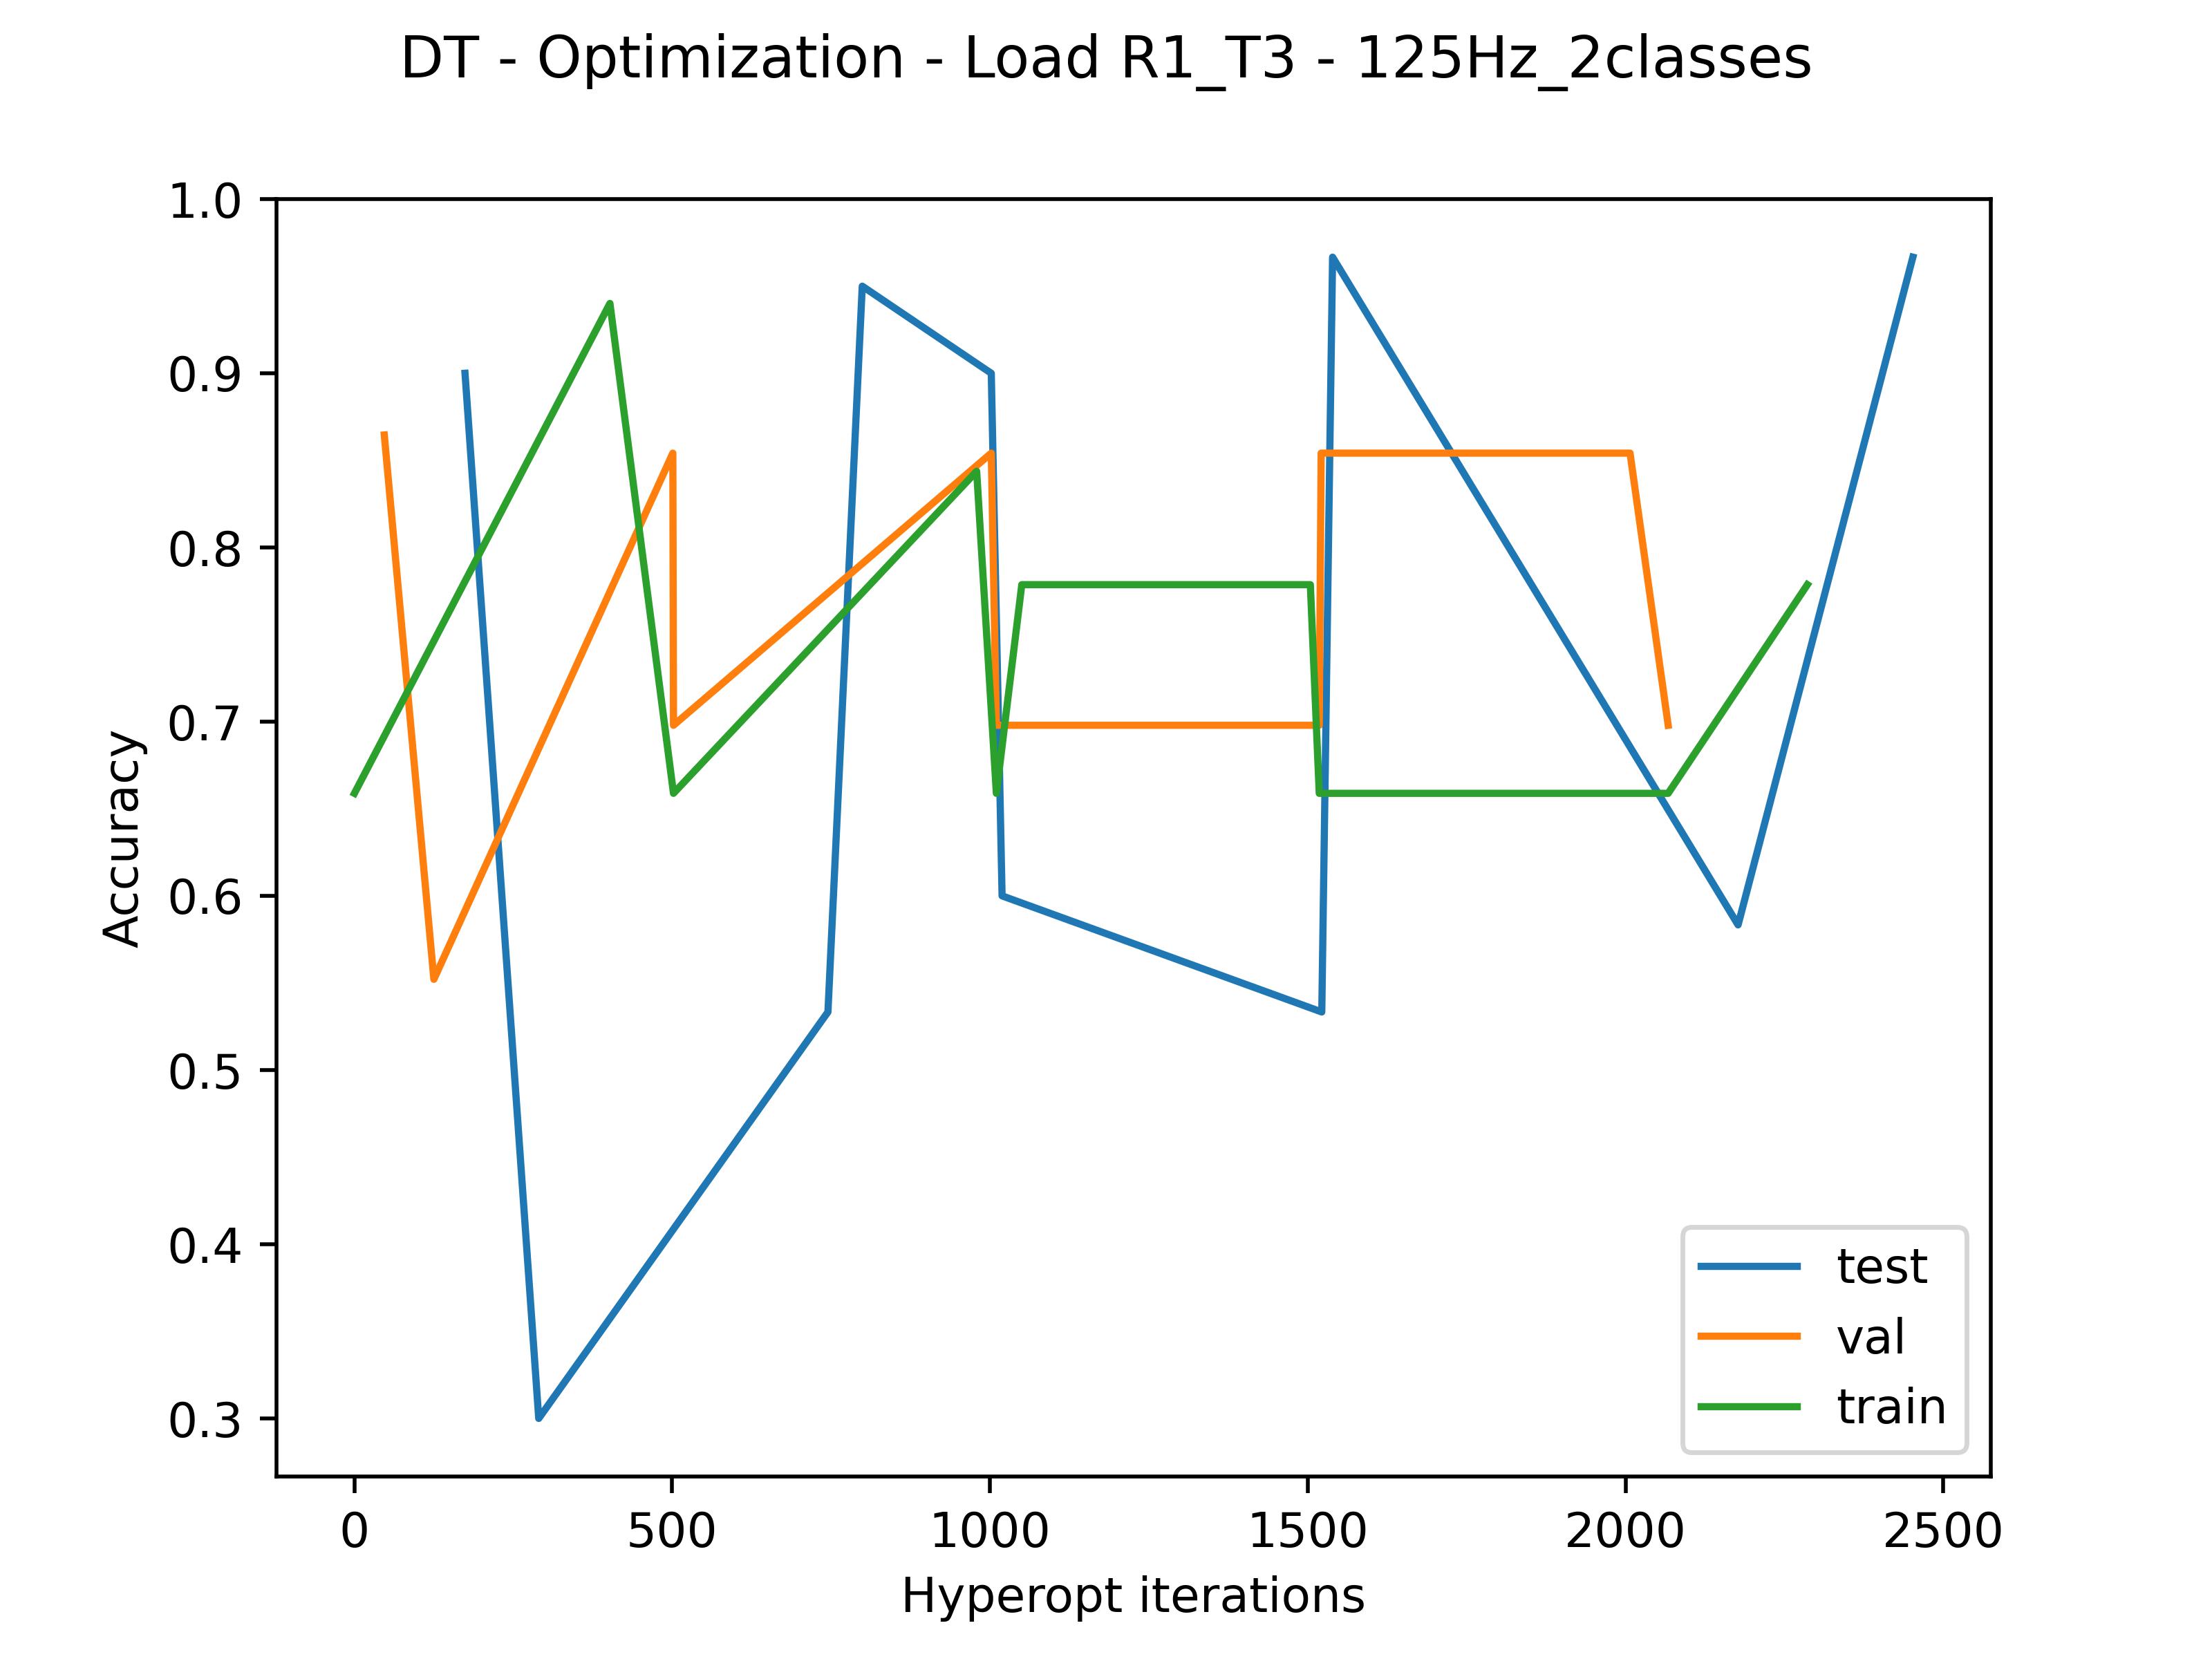 DT - Optimization - Load R1_T3 - 125Hz_2classes
1.0
0.9
0.8
0.7
0.6
0.5
0.4
0.3
Accuracy
test
val
train
0 500 1000 1500 2000 2500
Hyperopt iterations